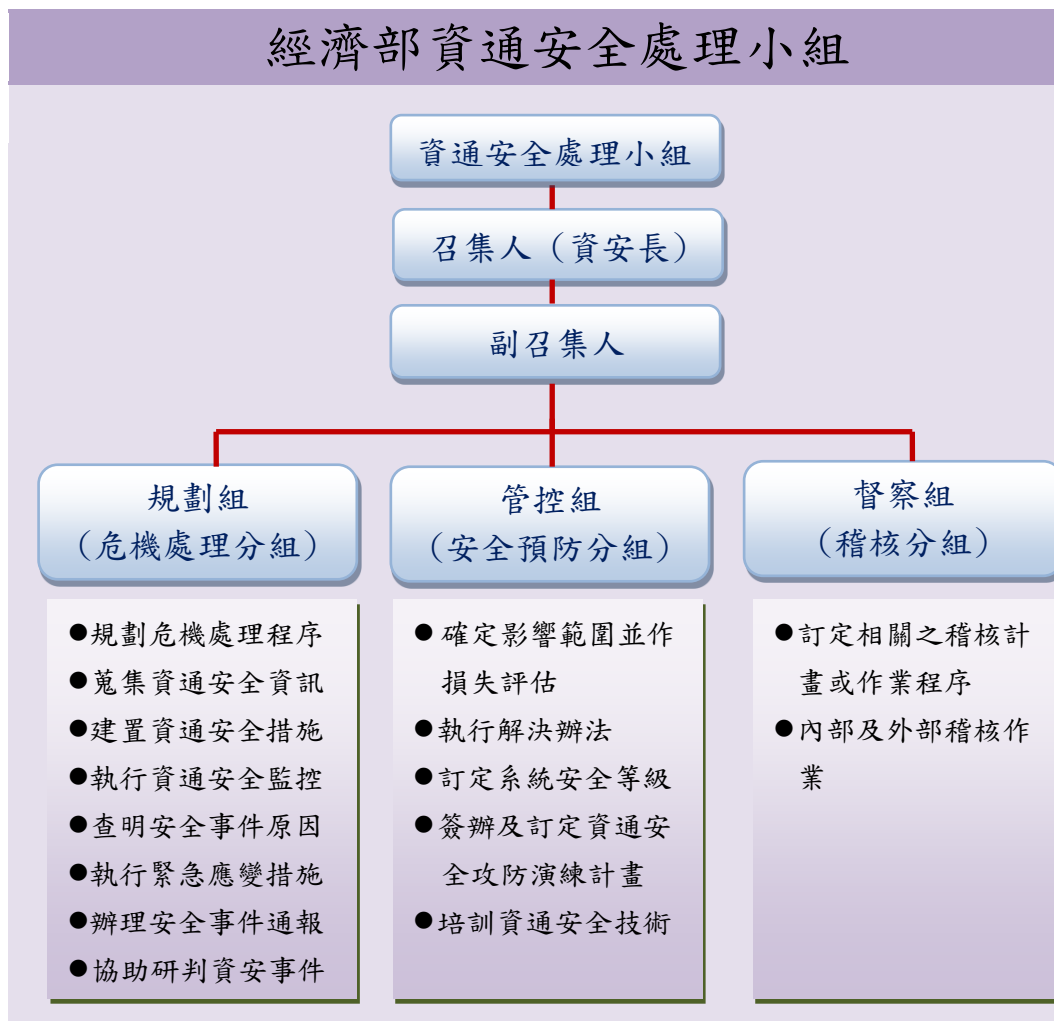 經濟部資通安全處理小組
資通安全處理小組
召集人（資安長）
副召集人
規劃組
（危機處理分組）
●規劃危機處理程序
●蒐集資通安全資訊
●建置資通安全措施
●執行資通安全監控
●查明安全事件原因
●執行緊急應變措施
●辦理安全事件通報
●協助研判資安事件
管控組
（安全預防分組）
● 確定影響範圍並作
損失評估
●執行解決辦法
●訂定系統安全等級
● 簽辦及訂定資通安
全攻防演練計畫
●培訓資通安全技術
督察組
（稽核分組）
● 訂定相關之稽核計
畫或作業程序
●內部及外部稽核作
業